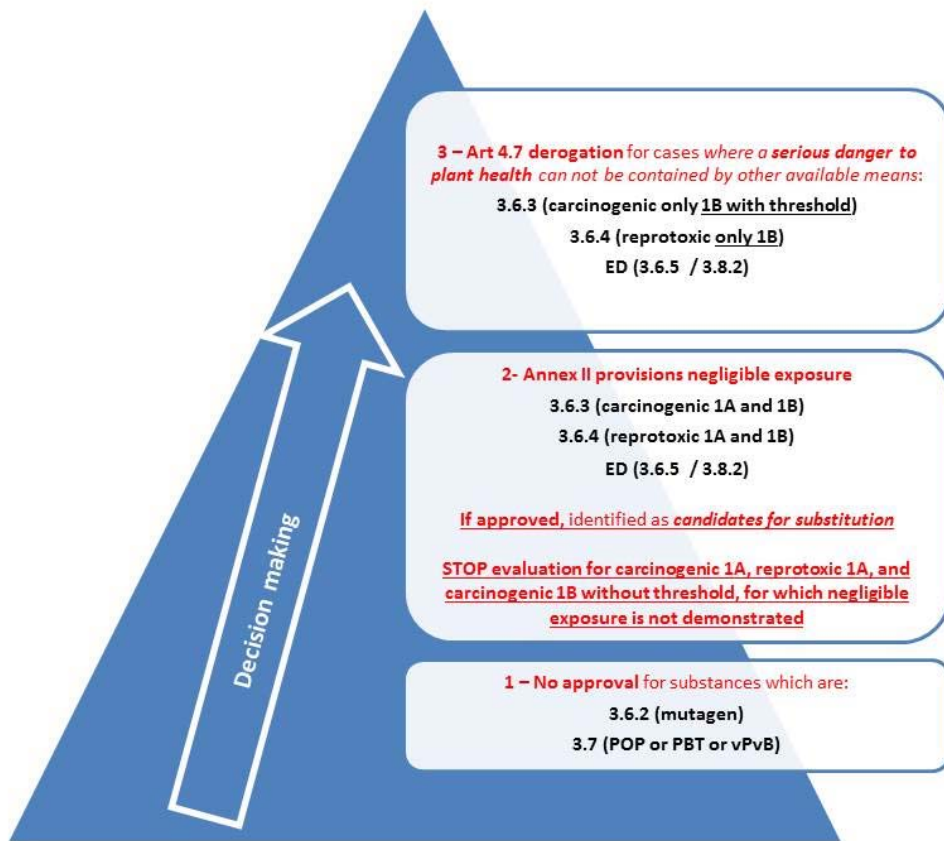 3 – Art 4.7 derogation for cases where a serious danger to
plant health can not be contained by other available means:
3.6.3 (carcinogenic only 1B with threshold)
3.6.4 (reprotoxic only 1B)
ED (3.6.5 / 3.8.2)
2- Annex II provisions negligible exposure
3.6.3 (carcinogenic 1A and 1B)
3.6.4 (reprotoxic 1A and 1B)
ED (3.6.5 / 3.8.2)
If approved, identified as candidates for substitution
STOP evaluation for carcinogenic 1A, reprotoxic 1A, and
carcinogenic 1B without threshold, for which negligible
exposure is not demonstrated
Decision making
1 – No approval for substances which are:
3.6.2 (mutagen)
3.7 (POP or PBT or vPvB)